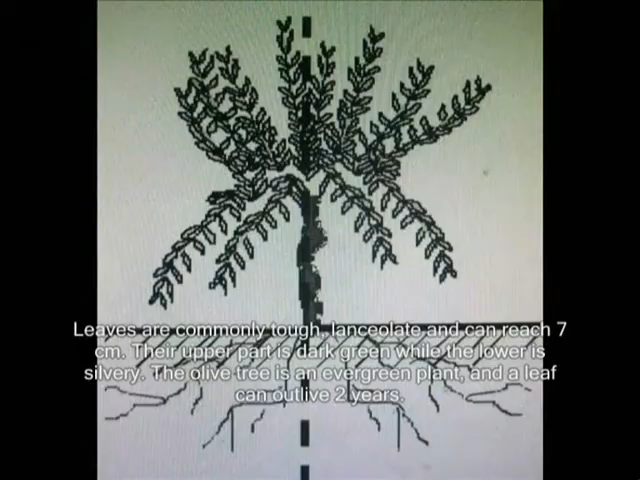 Leaves are commonly tough, lanceolate and can reach 7
cm. Their upper part is dark green while the lower is
silvery. The olive tree is an evergreen plant, and a leaf
can outlive 2 years.